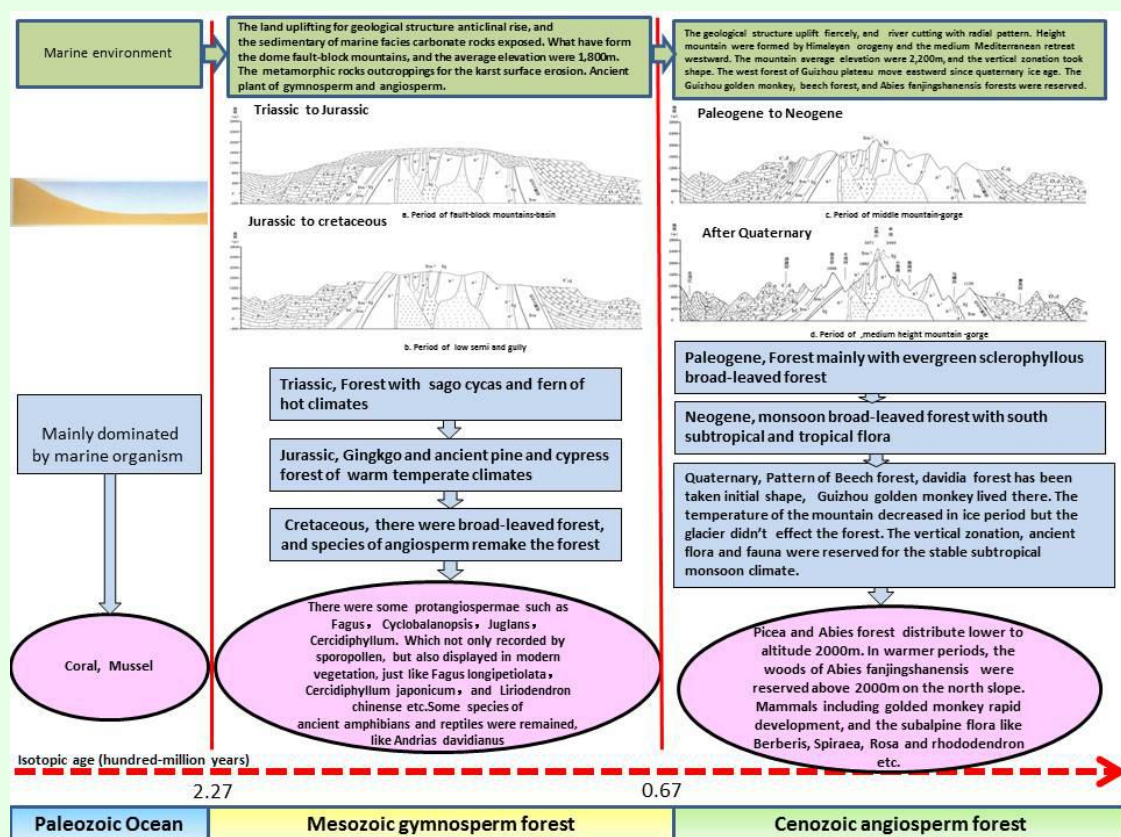 Marine environment
The land uplifting for geological structure anticlinal rise, and
the sedimentary of marine facies carbonate rocks exposed. What have form
the dome fault-block mountains, and the average elevation were 1,800m.
The metamorphic rocks outcroppings for the karst surface erosion. Ancient
plant of gymnosperm and angiosperm.
The geological structure uplift fiercely, and river cutting with radial pattern. Height
mountain were formed by Himalayan orogeny and the medium Mediterranean retreat
westward. The mountain average elevation were 2,200m, and the vertical zonation took
shape. The west forest of Guizhou plateau move eastward since quaternary ice age. The
Guizhou golden monkey, beech forest, and Abies fanjingshanensis forests were reserved.
Triassic to Jurassic
a. Period of fault-block mountains-basin
Jurassic to cretaceous
b. Period of low semi and gully
Paleogene to Neogene
c. Period of middle mountain-gorge
After Quaternary
d. Period of ,medium height mountain -gorge
Mainly dominated
by marine organism
Coral, Mussel
Triassic, Forest with sago cycas and fern of
hot climates
Jurassic, Gingkgo and ancient pine and cypress
forest of warm temperate climates
Cretaceous, there were broad-leaved forest,
and species of angiosperm remake the forest
There were some protangiospermae such as
Fagus, Cyclobalanopsis, Juglans,
Cercidiphyllum. Which not only recorded by
sporopollen, but also displayed in modern
vegetation, just like Fagus longipetiolata,
Cercidiphyllum japonicum, and Liriodendron
chinense etc.Some species of
ancient amphibians and reptiles were remained,
like Andrias davidianus
Paleogene, Forest mainly with evergreen sclerophyllous
broad-leaved forest
Neogene, monsoon broad-leaved forest with south
subtropical and tropical flora
Quaternary, Pattern of Beech forest, davidia forest has been
taken initial shape, Guizhou golden monkey lived there. The
temperature of the mountain decreased in ice period but the
glacier didn't effect the forest. The vertical zonation, ancient
flora and fauna were reserved for the stable subtropical
monsoon climate.
Picea and Abies forest distribute lower to
altitude 2000m. In warmer periods, the
woods of Abies fanjingshanensis were
reserved above 2000m on the north slope.
Mammals including golded monkey rapid
development, and the subalpine flora like
Berberis, Spiraea, Rosa and rhododendron
etc.
Isotopic age (hundred-million years)
2.27
0.67
Paleozoic Ocean
Mesozoic gymnosperm forest
Cenozoic angiosperm forest